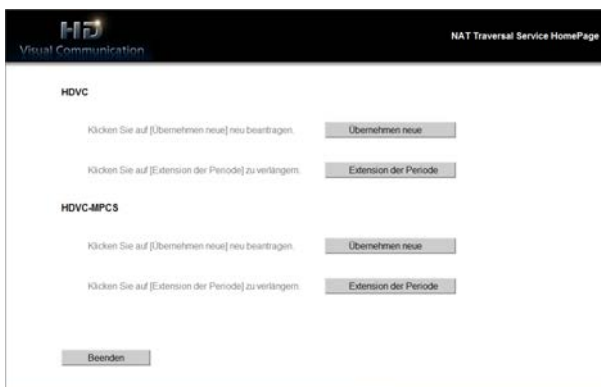 HD
Visual Communication
NAT Traversal Service HomePage
HDVC
Klicken Sie auf [Übernehmen neue] neu beantragen.
Übernehmen neue
Klicken Sie auf [Extension der Periode] zu verlängern.
Extension der Periode
HDVC-MPCS
Klicken Sie auf [Übernehmen neue] neu beantragen.
Übernehmen neue
Klicken Sie auf [Extension der Periode] zu verlängern.
Extension der Periode
Beenden